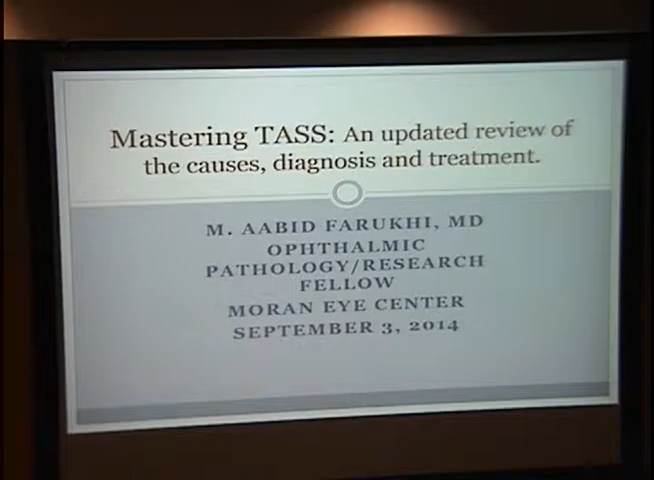 Mastering TASS: An updated review of
the causes, diagnosis and treatment.
M. AABID FARUKHI, MD
OPHTHALMIC
PATHOLOGY/RESEARCH
FELLOW
MORAN EYE CENTER
SEPTEMBER 3, 2014